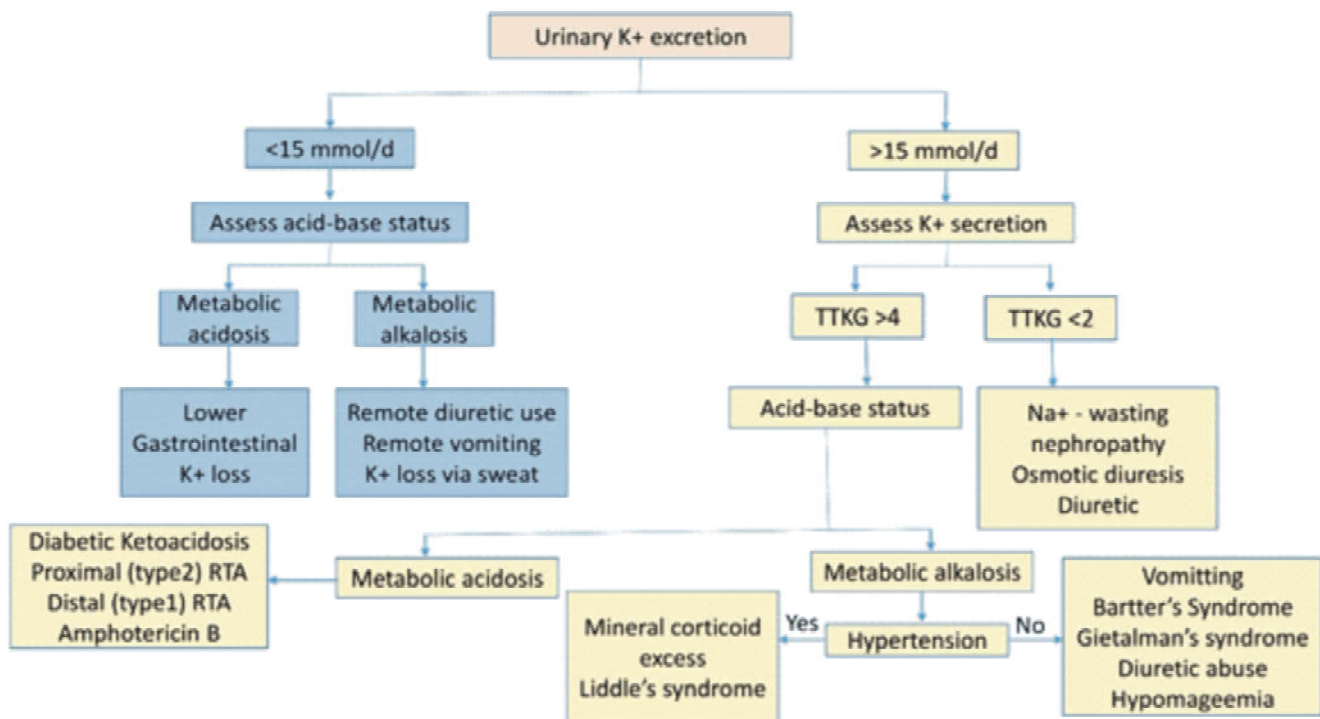 Urinary K+ excretion
<15 mmol/d
>15 mmol/d
Assess acid-base status
Assess K+ secretion
Metabolic
acidosis
Metabolic
alkalosis
TTKG >4
TTKG <2
Lower
Gastrointestinal
K+ loss
Remote diuretic use
Remote vomiting
K+ loss via sweat
Acid-base status
Na+ - wasting
nephropathy
Osmotic diuresis
Diuretic
Diabetic Ketoacidosis
Proximal (type2) RTA
Distal (type1) RTA
Amphotericin B
Metabolic acidosis
Metabolic alkalosis
Mineral corticoid
excess
Liddle's syndrome
Yes
Hypertension
No
Vomitting
Bartter's Syndrome
Gietalman's syndrome
Diuretic abuse
Hypomageemia